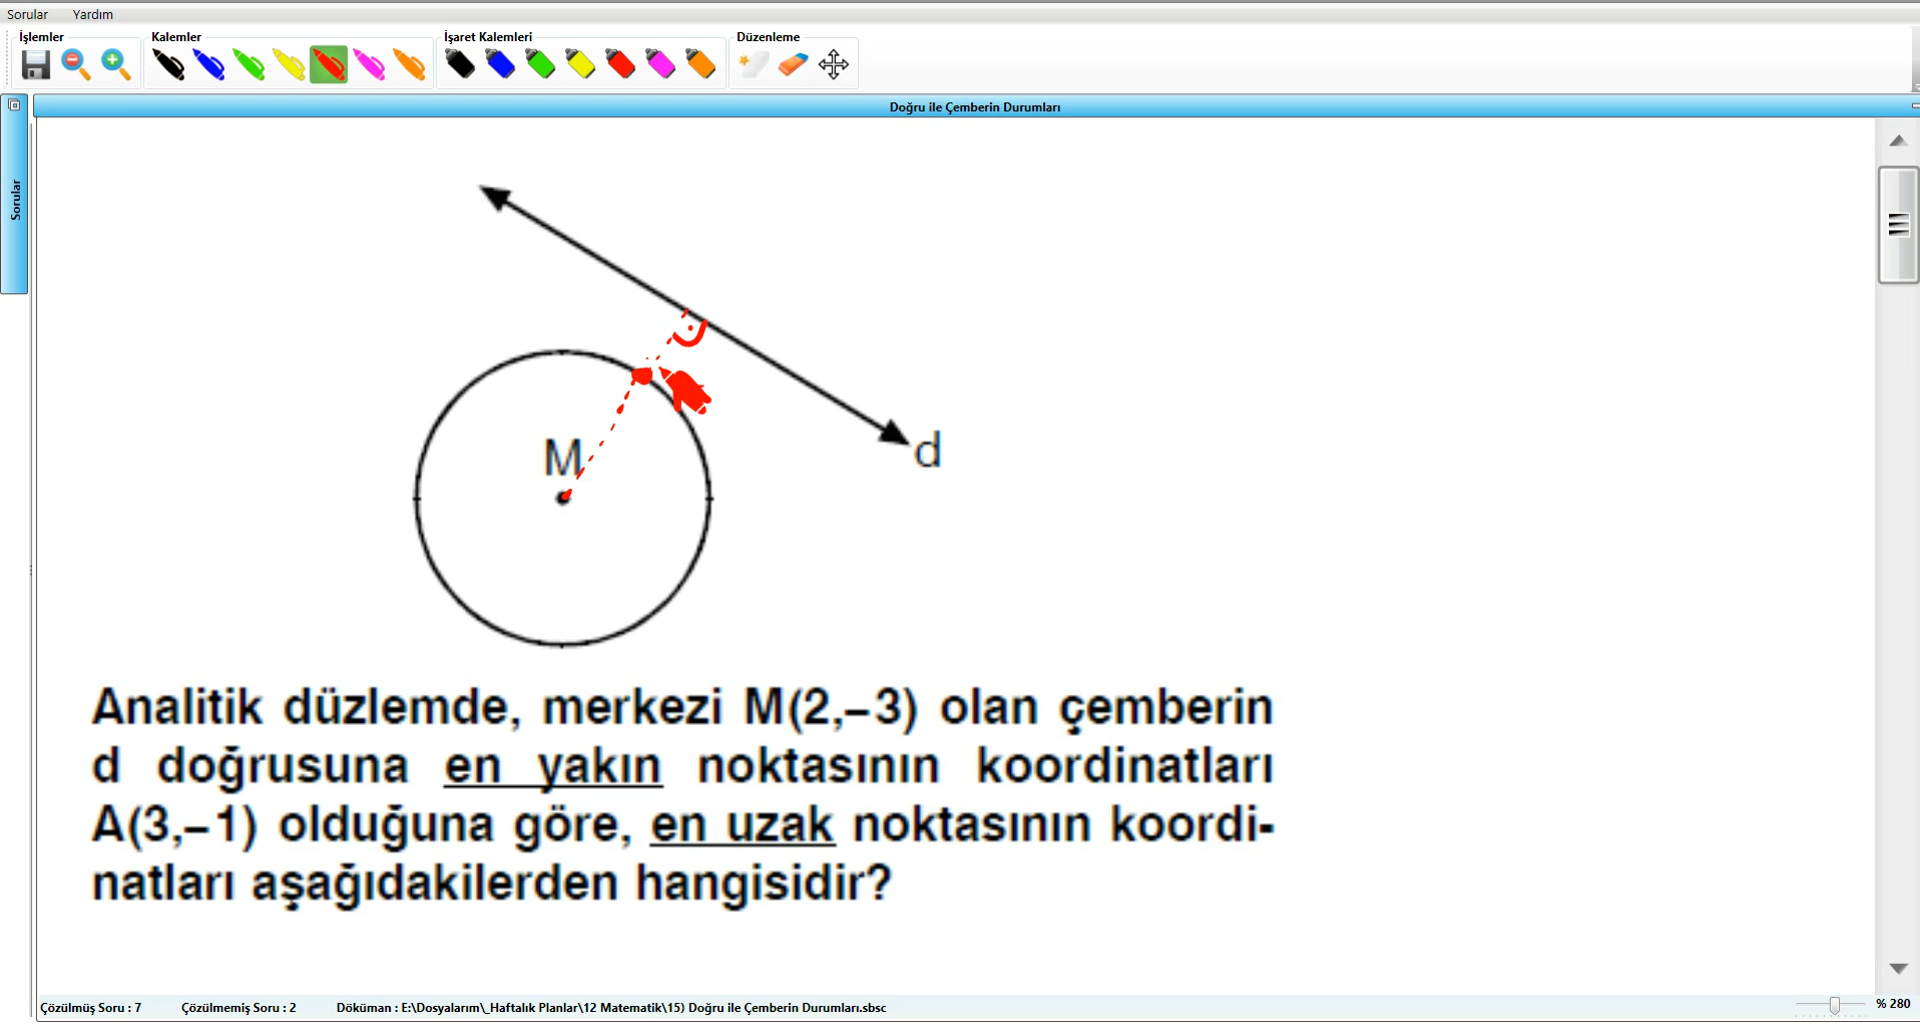 Sorular Yardım
İşlemler Kalemler İşaret Kalemleri Düzenleme
Doğru ile Çemberin Durumları
Sorular
M
d
Analitik düzlemde, merkezi M(2,−3) olan çemberin
d doğrusuna en yakın noktasının koordinatları
A(3,−1) olduğuna göre, en uzak noktasının koordi-
natları aşağıdakilerden hangisidir?
Çözülmüş Soru : 7 Çözülmemiş Soru : 2 Döküman : E:\Dosyalarım\_Haftalık Planlar\12 Matematik\15) Doğru ile Çemberin Durumları.sbsc % 280